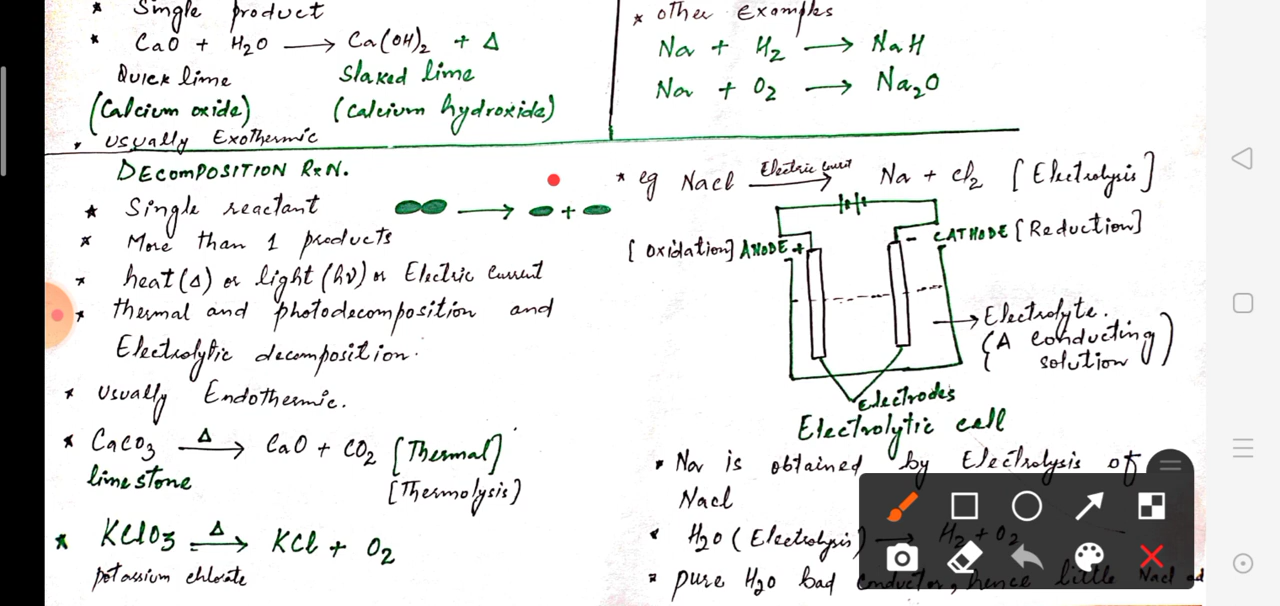 * Single product
* CaO + H2O ⟶ Ca(OH)2 + Δ
Quick lime Slaked lime
(Calcium oxide) (Calcium hydroxide)
* Usually Exothermic
* other Examples
Na + H2 ⟶ NaH
Na + O2 ⟶ Na2O
DECOMPOSITION RXN.
* Single reactant
* More than 1 products
* heat(Δ) or light(hν) or Electric Current
* thermal and photodecomposition and
Electrolytic decomposition.
* Usually Endothermic.
* CaCO3 Δ⟶ CaO + CO2 [Thermal]
limestone [Thermolysis]
* KClO3 Δ⟶ KCl + O2
potassium chlorate
* eg NaCl Electric Current⟶ Na + Cl2 [Electrolysis]
[Oxidation] ANODE + - CATHODE [Reduction]
Electrolyte.
(A conducting solution)
Electrodes
Electrolytic cell
* Na is obtained by Electrolysis of
NaCl
* H2O (Electrolysis) ⟶ H2 + O2
* pure H2O bad conductor, hence little NaCl ad